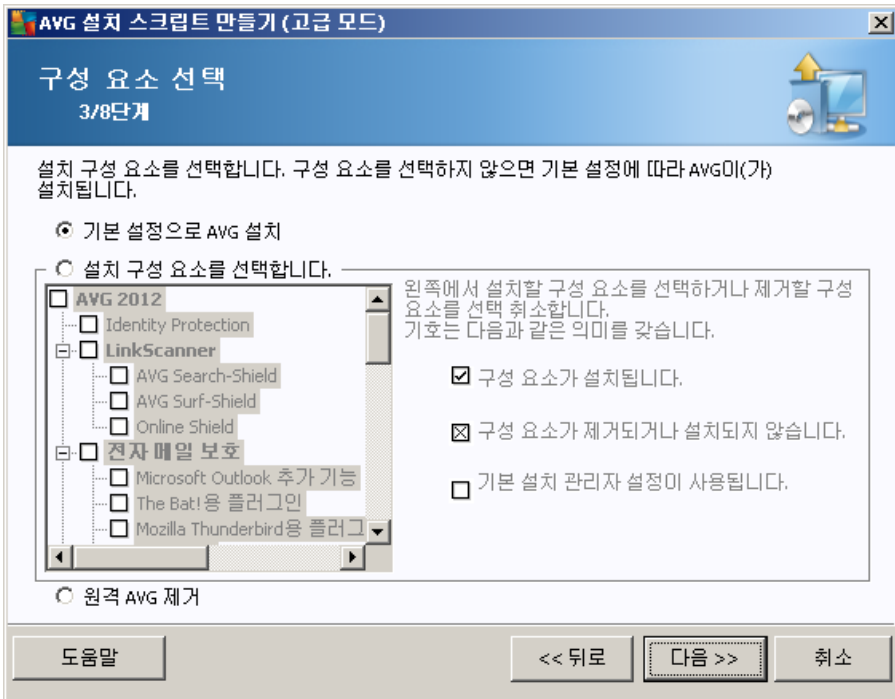 AVG 설치 스크립트 만들기 (고급 모드)
구성 요소 선택
3/8단계
설치 구성 요소를 선택합니다. 구성 요소를 선택하지 않으면 기본 설정에 따라 AVG이(가)
설치됩니다.
기본 설정으로 AVG 설치
설치 구성 요소를 선택합니다.
AVG 2012
Identity Protection
LinkScanner
AVG Search-Shield
AVG Surf-Shield
Online Shield
전자 메일 보호
Microsoft Outlook 추가 기능
The Bat!용 플러그인
Mozilla Thunderbird용 플러그
왼쪽에서 설치할 구성 요소를 선택하거나 제거할 구성
요소를 선택 취소합니다.
기호는 다음과 같은 의미를 갖습니다.
구성 요소가 설치됩니다.
구성 요소가 제거되거나 설치되지 않습니다.
기본 설치 관리자 설정이 사용됩니다.
원격 AVG 제거
도움말
<< 뒤로
다음 >>
취소